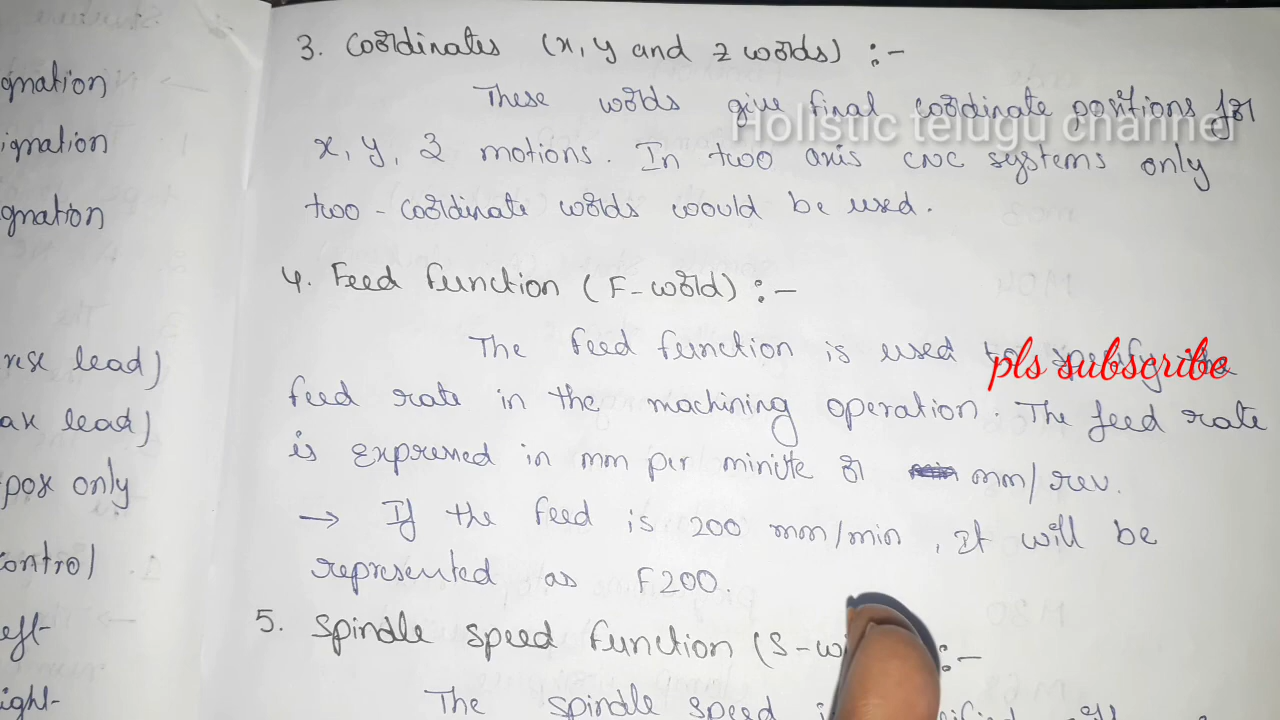 gnation
ignation
gnation
rse lead)
ax lead)
pox only
ontrol
eft-
ight-
3. Coordinates (x, y and z words) :-
These words give final coordinate positions for
Holistic telugu channel
x, y, z motions. In two axis CNC systems only
two-coordinate words would be used.
4. Feed function (F-word) :-
The feed function is used to specify the
pls subscribe
feed rate in the machining operation. The feed rate
is expressed in mm per minite or mm/rev.
→ If the feed is 200 mm/min, It will be
represented as F200.
5. Spindle speed function (S- :-
The spindle speed